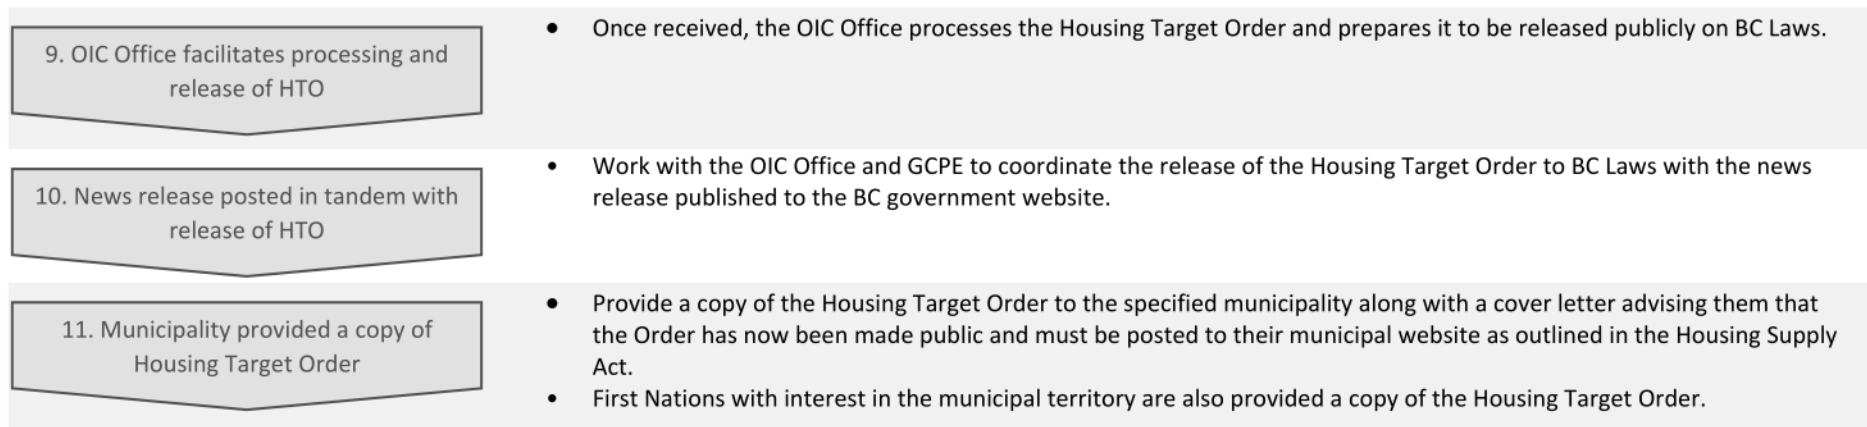 9. OIC Office facilitates processing and
release of HTO
• Once received, the OIC Office processes the Housing Target Order and prepares it to be released publicly on BC Laws.
10. News release posted in tandem with
release of HTO
• Work with the OIC Office and GCPE to coordinate the release of the Housing Target Order to BC Laws with the news
release published to the BC government website.
11. Municipality provided a copy of
Housing Target Order
• Provide a copy of the Housing Target Order to the specified municipality along with a cover letter advising them that
the Order has now been made public and must be posted to their municipal website as outlined in the Housing Supply
Act.
• First Nations with interest in the municipal territory are also provided a copy of the Housing Target Order.